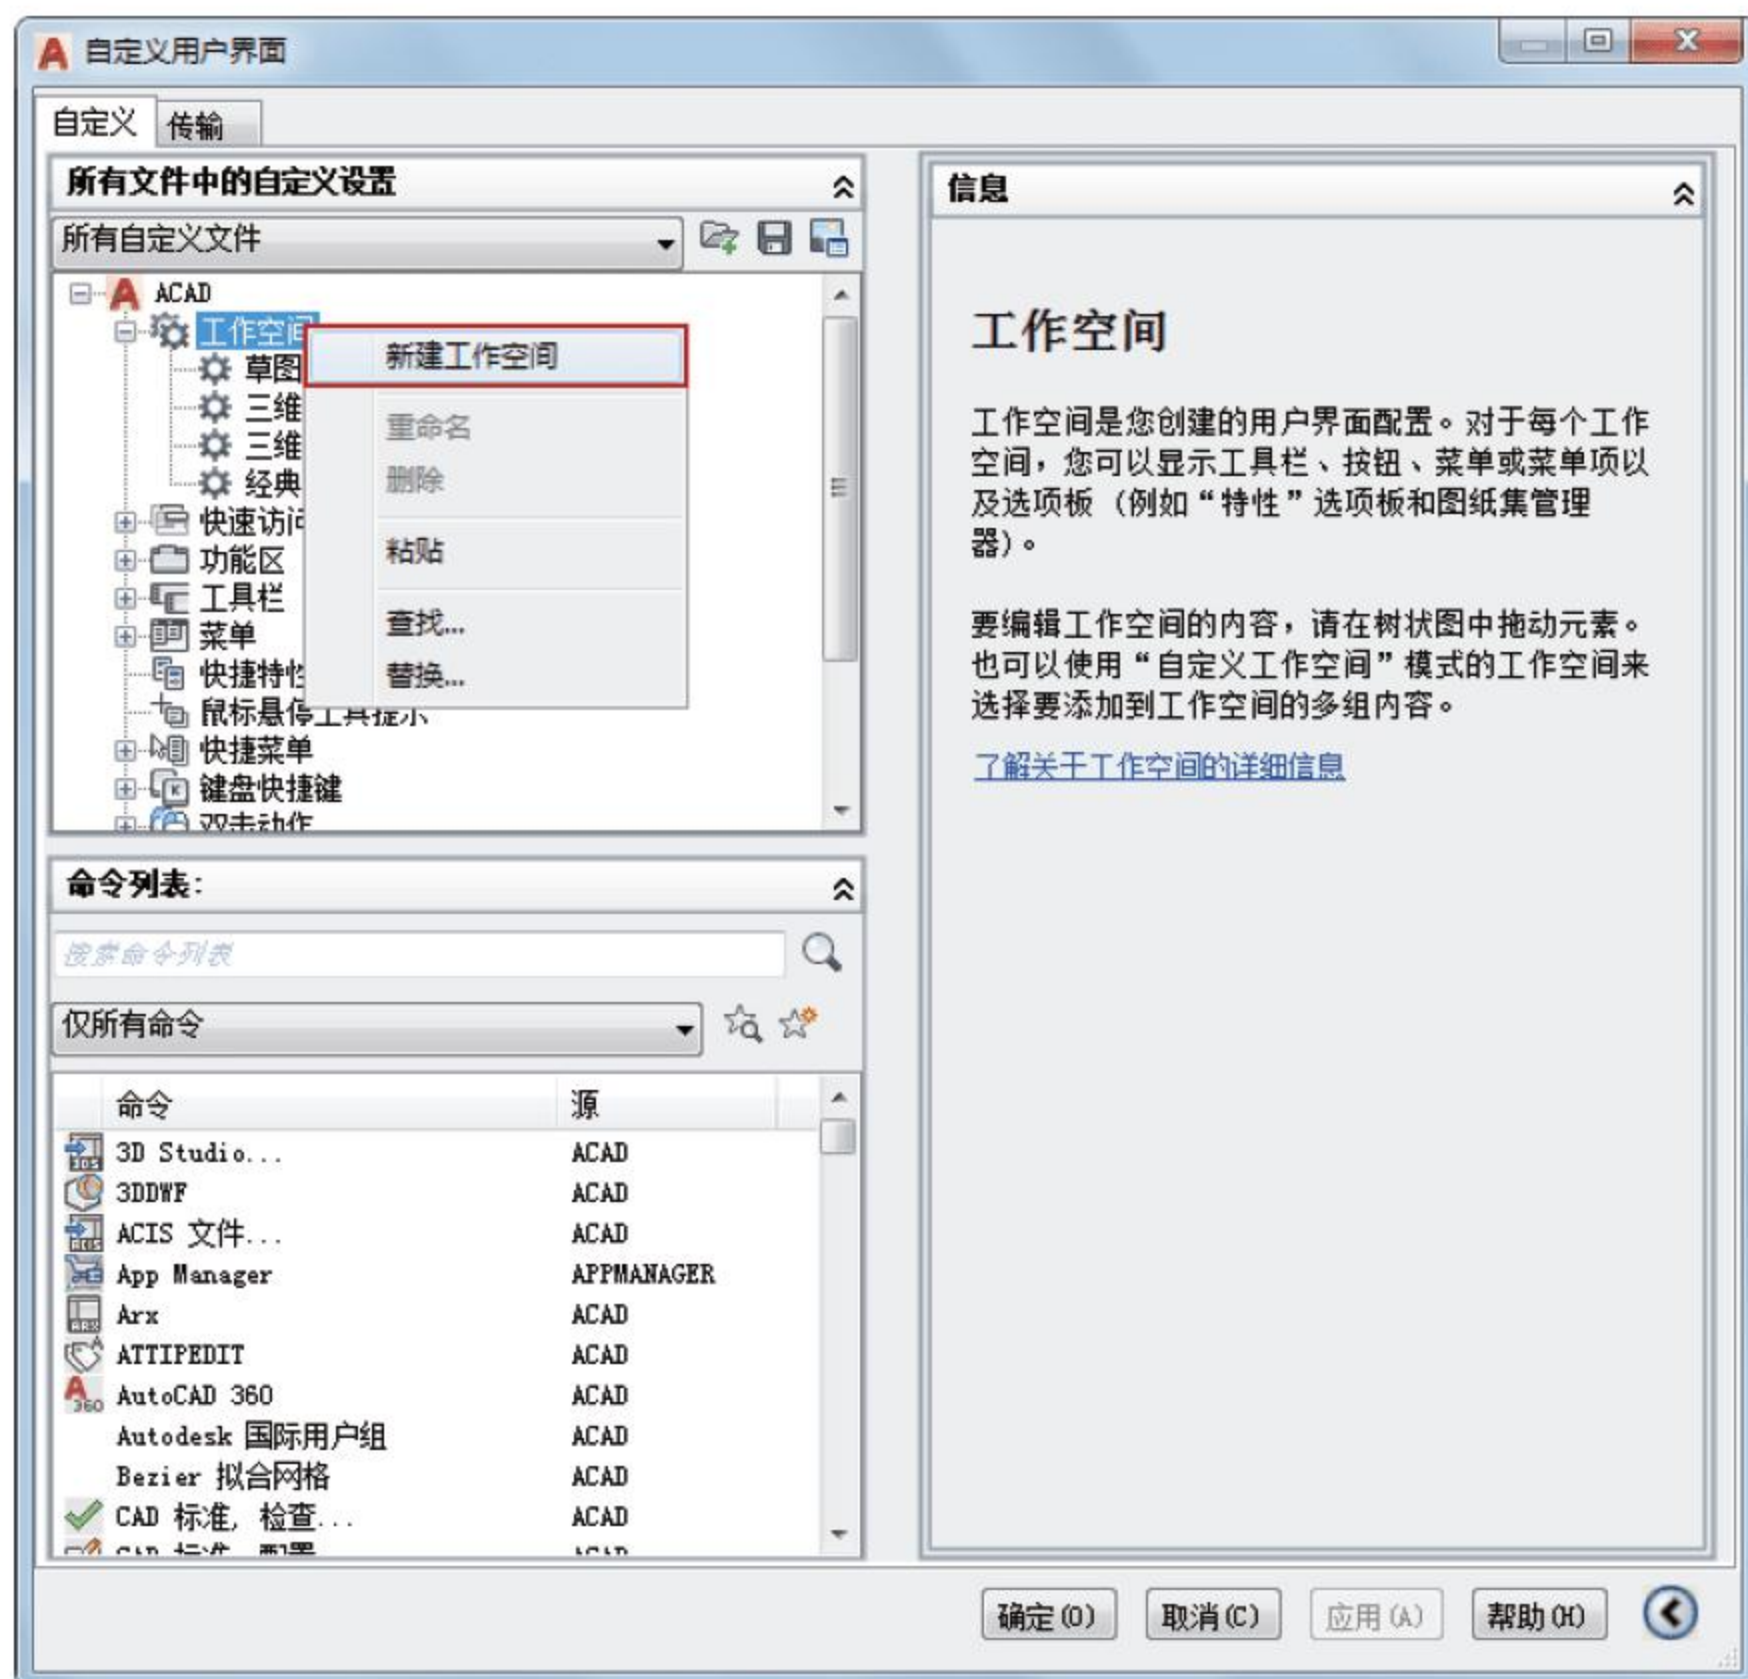 自定义用户界面
自定义
传输
所有文件中的自定义设置
所有自定义文件
ACAD
工作空间
草图
三维
三维
经典
快速访问
功能区
工具栏
菜单
快捷特性
鼠标悬停工具提示
快捷菜单
键盘快捷键
双击动作
新建工作空间
重命名
删除
粘贴
查找...
替换...
命令列表:
搜索命令列表
仅所有命令
命令 源
3D Studio... ACAD
3DDWF ACAD
ACIS 文件... ACAD
App Manager APPMANAGER
Arx ACAD
ATTIPEDIT ACAD
AutoCAD 360 ACAD
Autodesk 国际用户组 ACAD
Bezier 拟合网格 ACAD
CAD 标准, 检查... ACAD
CAD 标准, 配置 ACAD
信息
工作空间
工作空间是您创建的用户界面配置。对于每个工作
空间，您可以显示工具栏、按钮、菜单或菜单项以
及选项板（例如“特性”选项板和图纸集管理
器）。
要编辑工作空间的内容，请在树状图中拖动元素。
也可以使用“自定义工作空间”模式的工作空间来
选择要添加到工作空间的多组内容。
了解关于工作空间的详细信息
确定(O)
取消(C)
应用(A)
帮助(H)